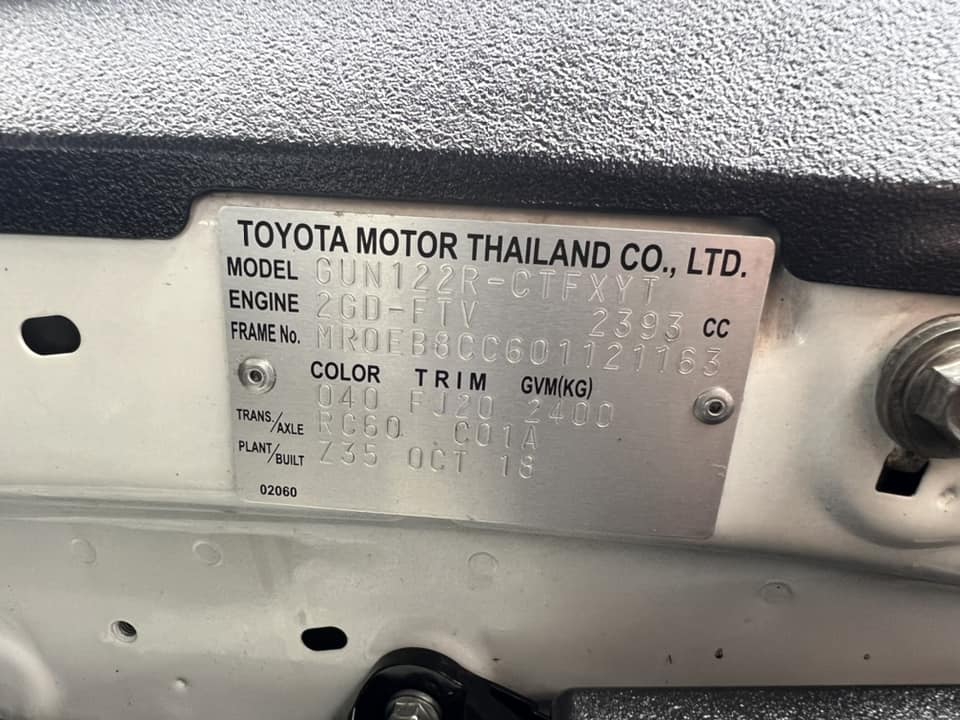 TOYOTA MOTOR THAILAND CO., LTD.
MODEL GUN122R-CTFXYT
ENGINE 2GD-FTV 2393 CC
FRAME No. MR0EB8CC601121163
COLOR TRIM GVM(KG)
040 FJ20 2400
TRANS./AXLE RC60 C01A
PLANT/BUILT Z35 OCT 18
02060